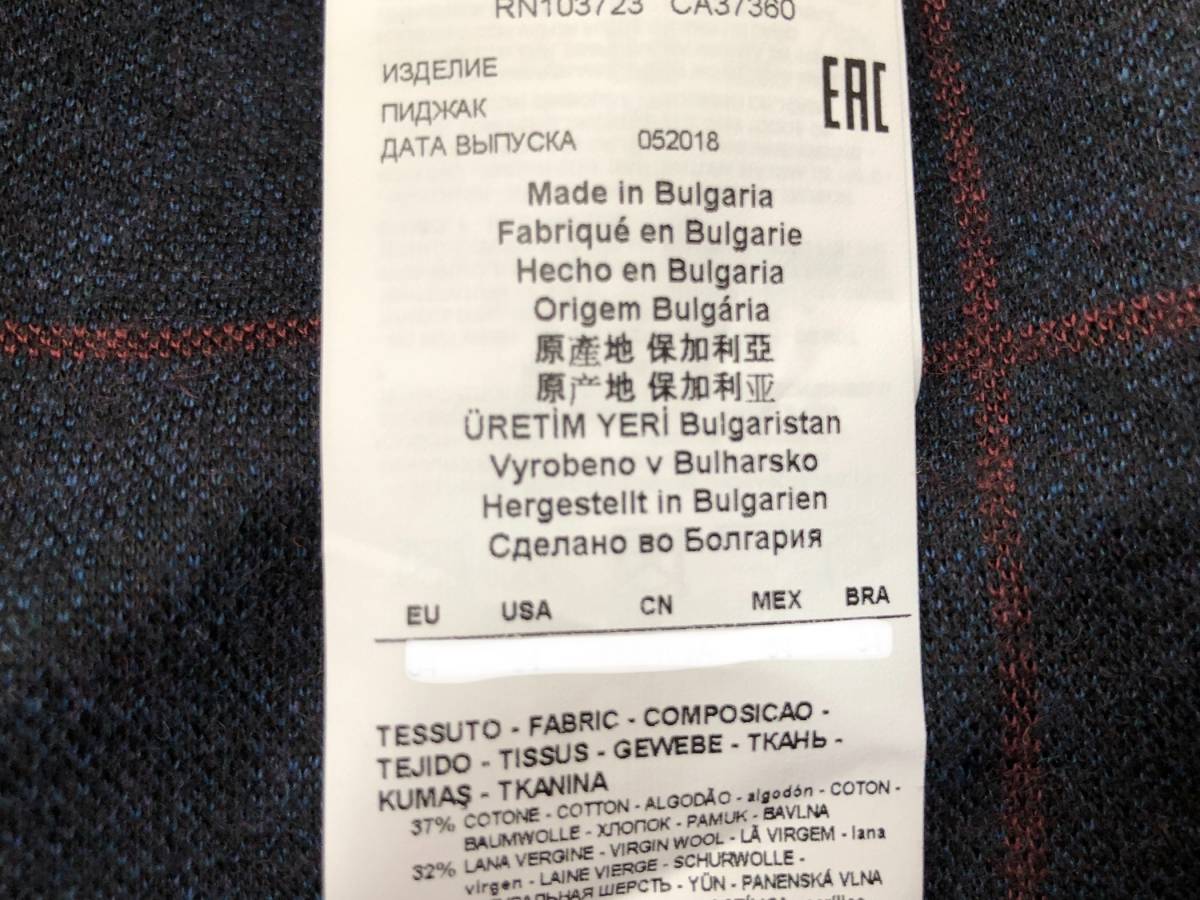 RN103723 CA37360
ИЗДЕЛИЕ
EAC
ПИДЖАК
ДАТА ВЫПУСКА 052018
Made in Bulgaria
Fabriqué en Bulgarie
Hecho en Bulgaria
Origem Bulgária
原產地 保加利亞
原产地 保加利亚
ÜRETİM YERİ Bulgaristan
Vyrobeno v Bulharsko
Hergestellt in Bulgarien
Сделано во Болгария
EU USA CN MEX BRA
TESSUTO - FABRIC - COMPOSICAO -
TEJIDO - TISSUS - GEWEBE - ТКАНЬ -
KUMAŞ - TKANINA
37% COTONE - COTTON - ALGODÃO - algodón - COTON -
BAUMWOLLE - ХЛОПОК - PAMUK - BAVLNA
32% LANA VERGINE - VIRGIN WOOL - LÃ VIRGEM - lana
virgen - LAINE VIERGE - SCHURWOLLE -
ШЕРСТЬ - YÜN - PANENSKÁ VLNA